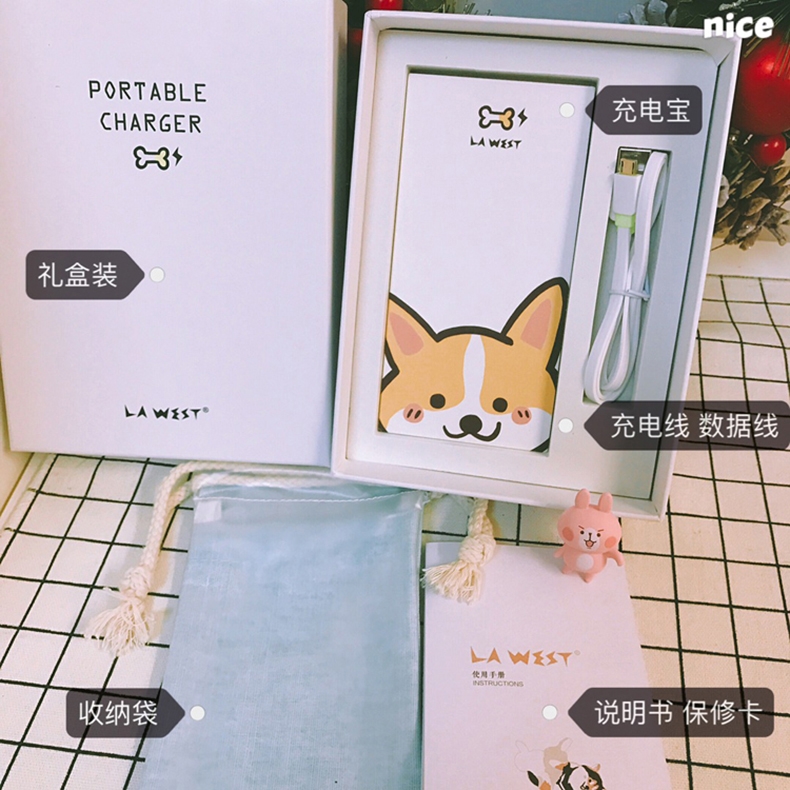 nice
PORTABLE
CHARGER
LA WEST
充电宝
礼盒装
LA WEST®
充电线 数据线
LA WEST®
使用手册
INSTRUCTIONS
收纳袋
说明书 保修卡